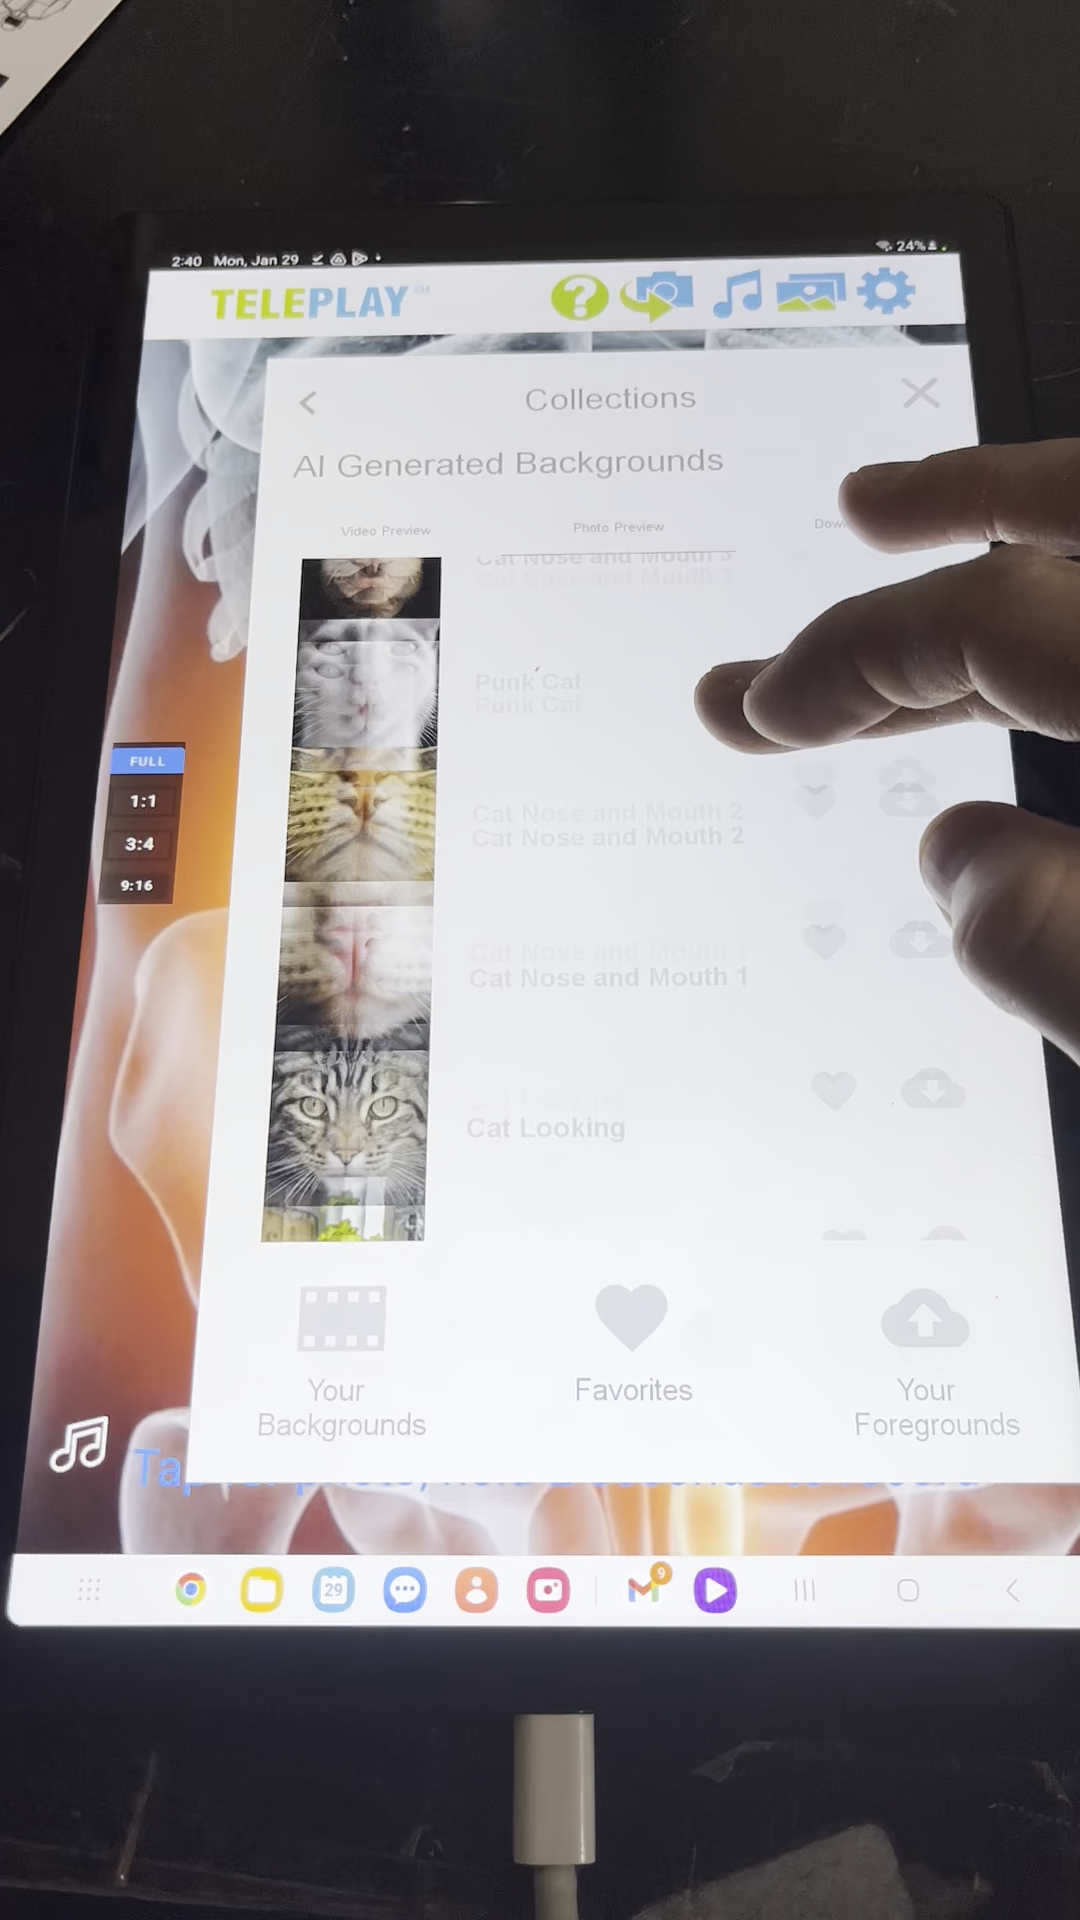 2:40 Mon, Jan 29
24%
TELEPLAY
SM
Collections
AI Generated Backgrounds
Video Preview
Photo Preview
Cat Nose and Mouth 3
Cat Nose and Mouth 3
Punk Cat
Punk Cat
FULL
1:1
3:4
9:16
Cat Nose and Mouth 2
Cat Nose and Mouth 2
Cat Nose and Mouth
Cat Nose and Mouth 1
Cat Looking
Your
Backgrounds
Favorites
Your
Foregrounds
29
9